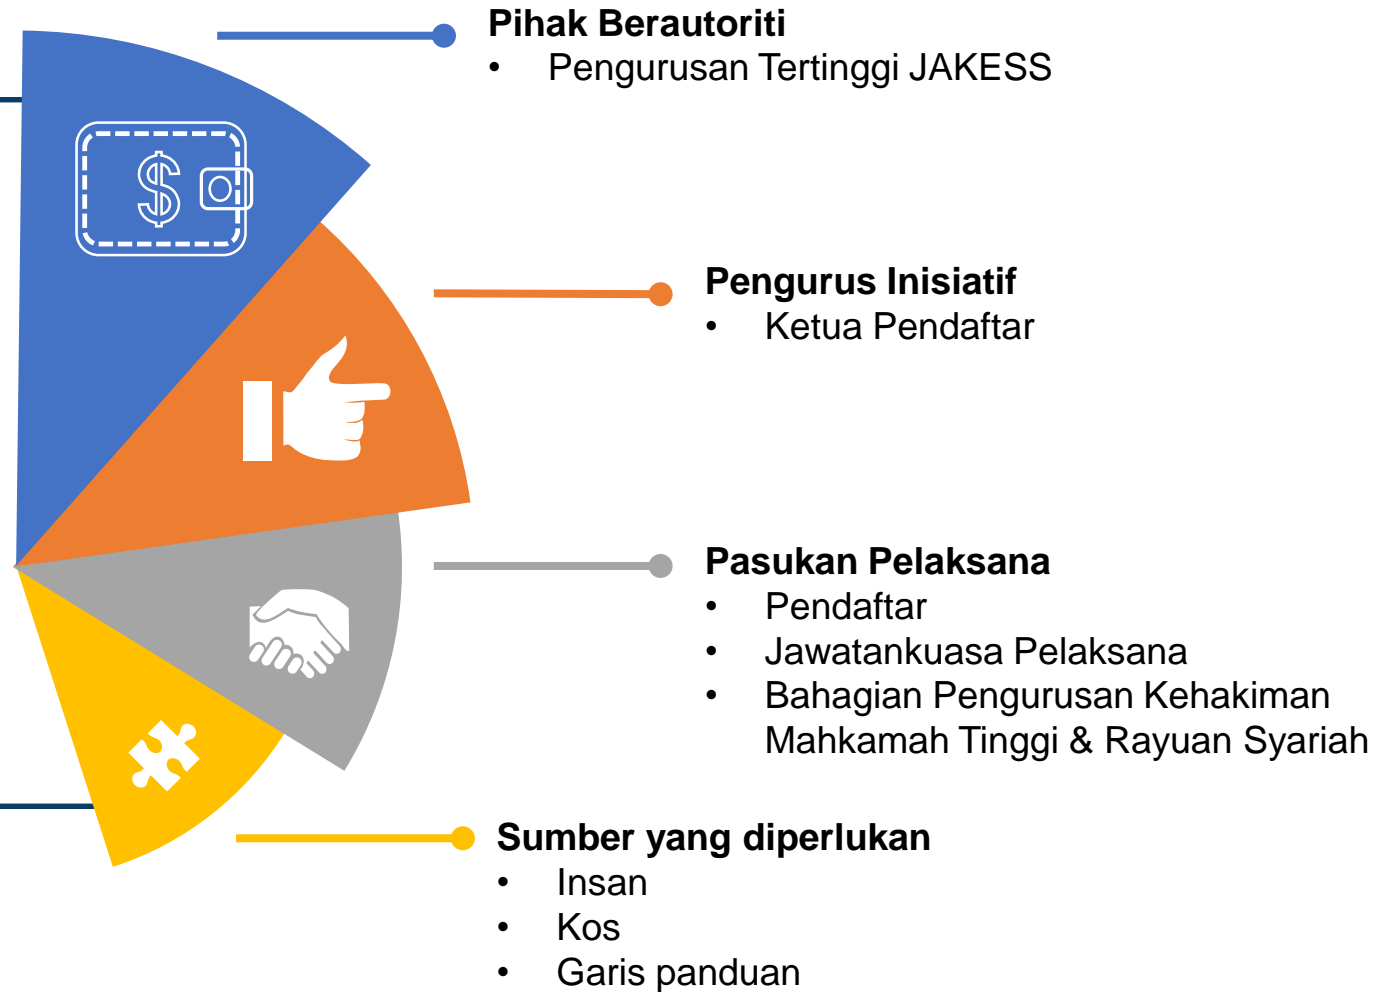 Pihak Berautoriti
• Pengurusan Tertinggi JAKESS
$
Pengurus Inisiatif
• Ketua Pendaftar
Pasukan Pelaksana
• Pendaftar
• Jawatankuasa Pelaksana
• Bahagian Pengurusan Kehakiman
Mahkamah Tinggi & Rayuan Syariah
Sumber yang diperlukan
• Insan
• Kos
• Garis panduan